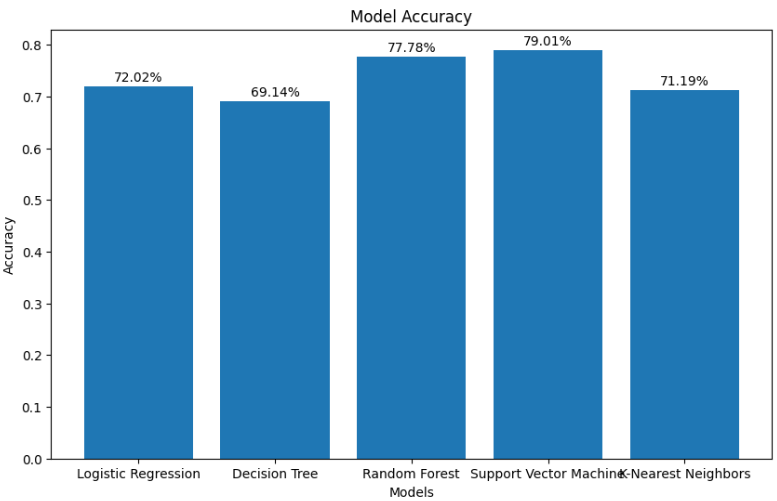 Model Accuracy
0.8
0.7
0.6
0.5
0.4
0.3
0.2
0.1
0.0
Accuracy
72.02%
69.14%
77.78%
79.01%
71.19%
Logistic Regression
Decision Tree
Random Forest
Support Vector Machine
K-Nearest Neighbors
Models